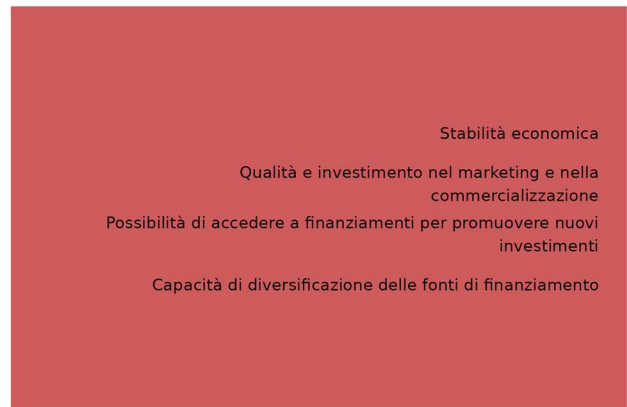 Stabilità economica
Qualità e investimento nel marketing e nella
commercializzazione
Possibilità di accedere a finanziamenti per promuovere nuovi
investimenti
Capacità di diversificazione delle fonti di finanziamento